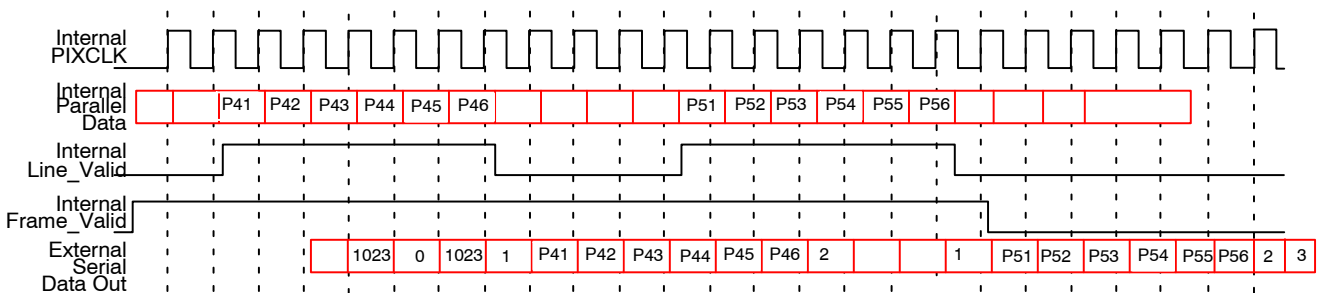 Internal
PIXCLK
Internal
Parallel
Data
P41 P42 P43 P44 P45 P46 P51 P52 P53 P54 P55 P56
Internal
Line_Valid
Internal
Frame_Valid
External
Serial
Data Out
1023 0 1023 1 P41 P42 P43 P44 P45 P46 2 1 P51 P52 P53 P54 P55 P56 2 3